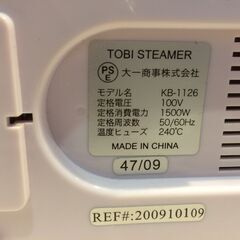 TOBI STEAMER
PS
E
大一商事株式会社
モデル名 KB-1126
定格電圧 100V
定格消費電力 1500W
定格周波数 50/60Hz
温度ヒューズ 240℃
MADE IN CHINA
47/09
REF#:200910109